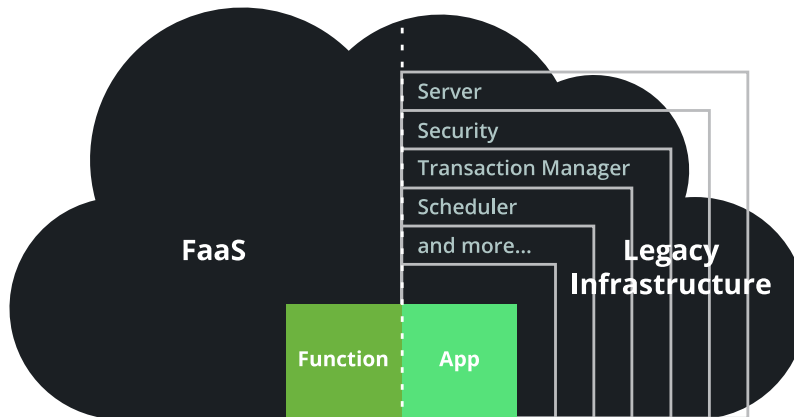 Server
Security
Transaction Manager
Scheduler
and more...
FaaS
Legacy
Infrastructure
Function
App